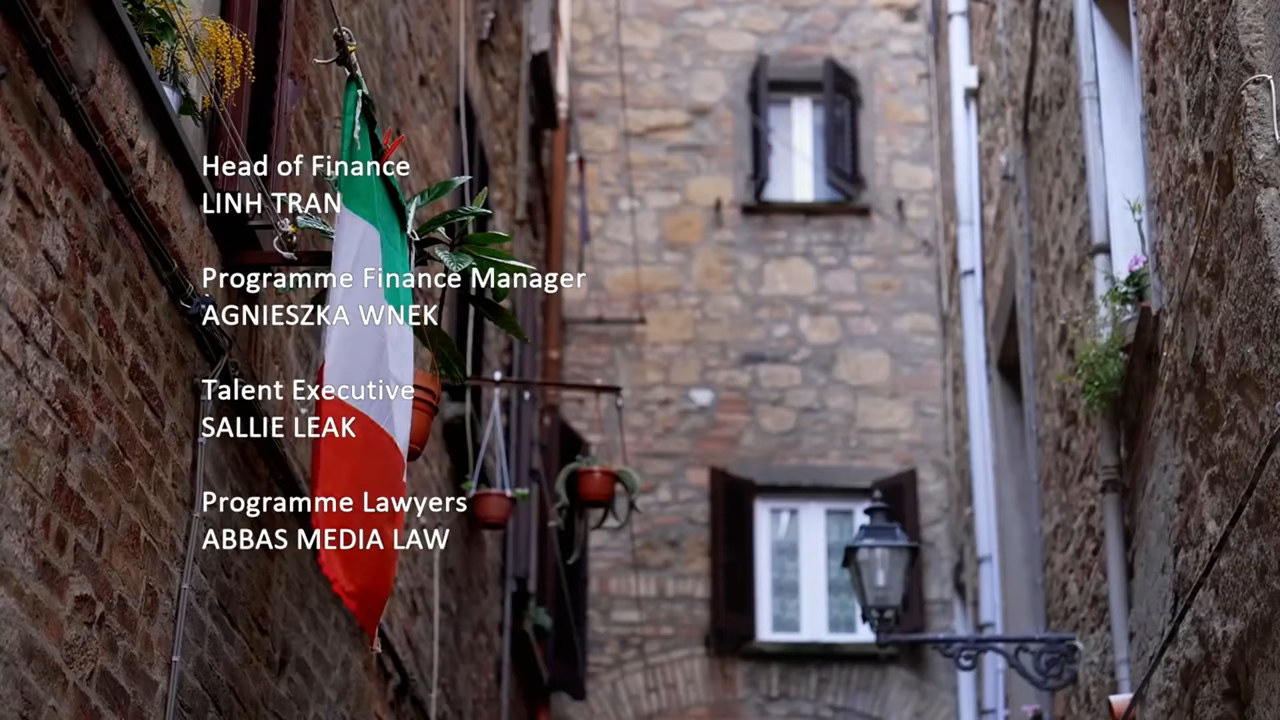 Head of Finance
LINH TRAN
Programme Finance Manager
AGNIESZKA WNEK
Talent Executive
SALLIE LEAK
Programme Lawyers
ABBAS MEDIA LAW